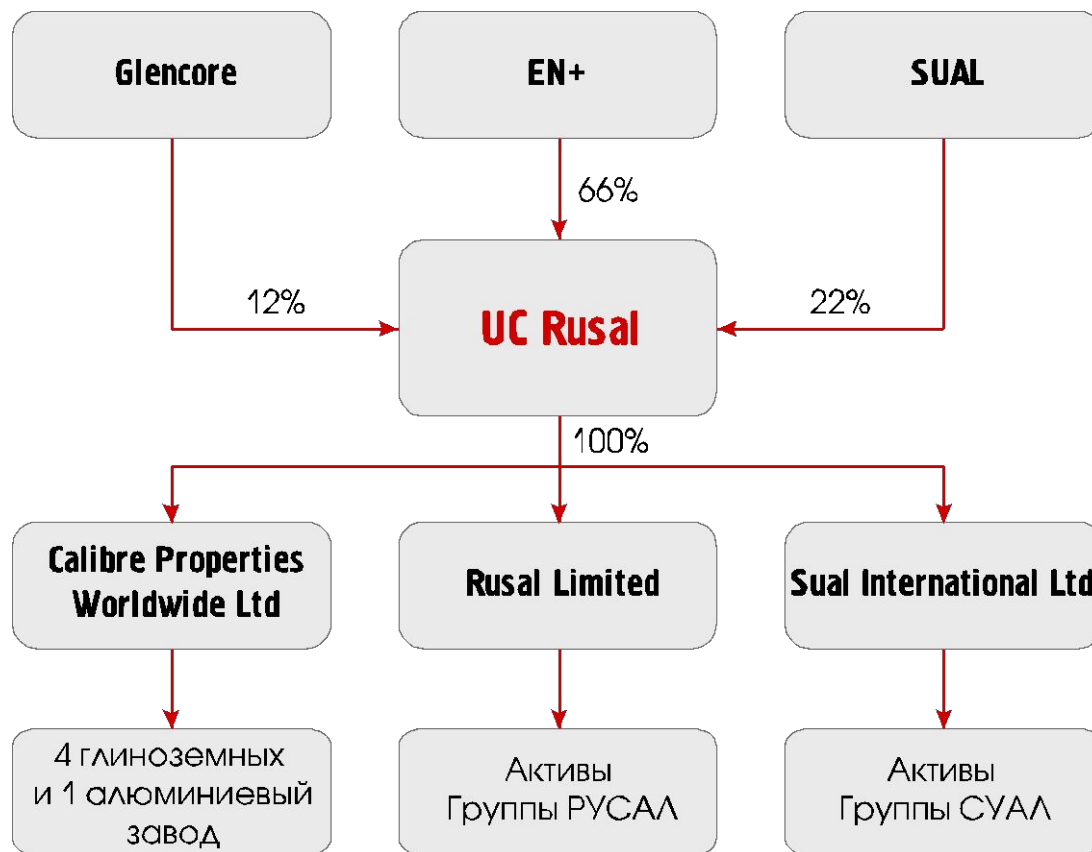 Glencore
EN+
SUAL
66%
12%
UC Rusal
22%
100%
Calibre Properties
Worldwide Ltd
Rusal Limited
Sual International Ltd
4 глиноземных
и 1 алюминиевый
завод
Активы
Группы РУСАЛ
Активы
Группы СУАЛ